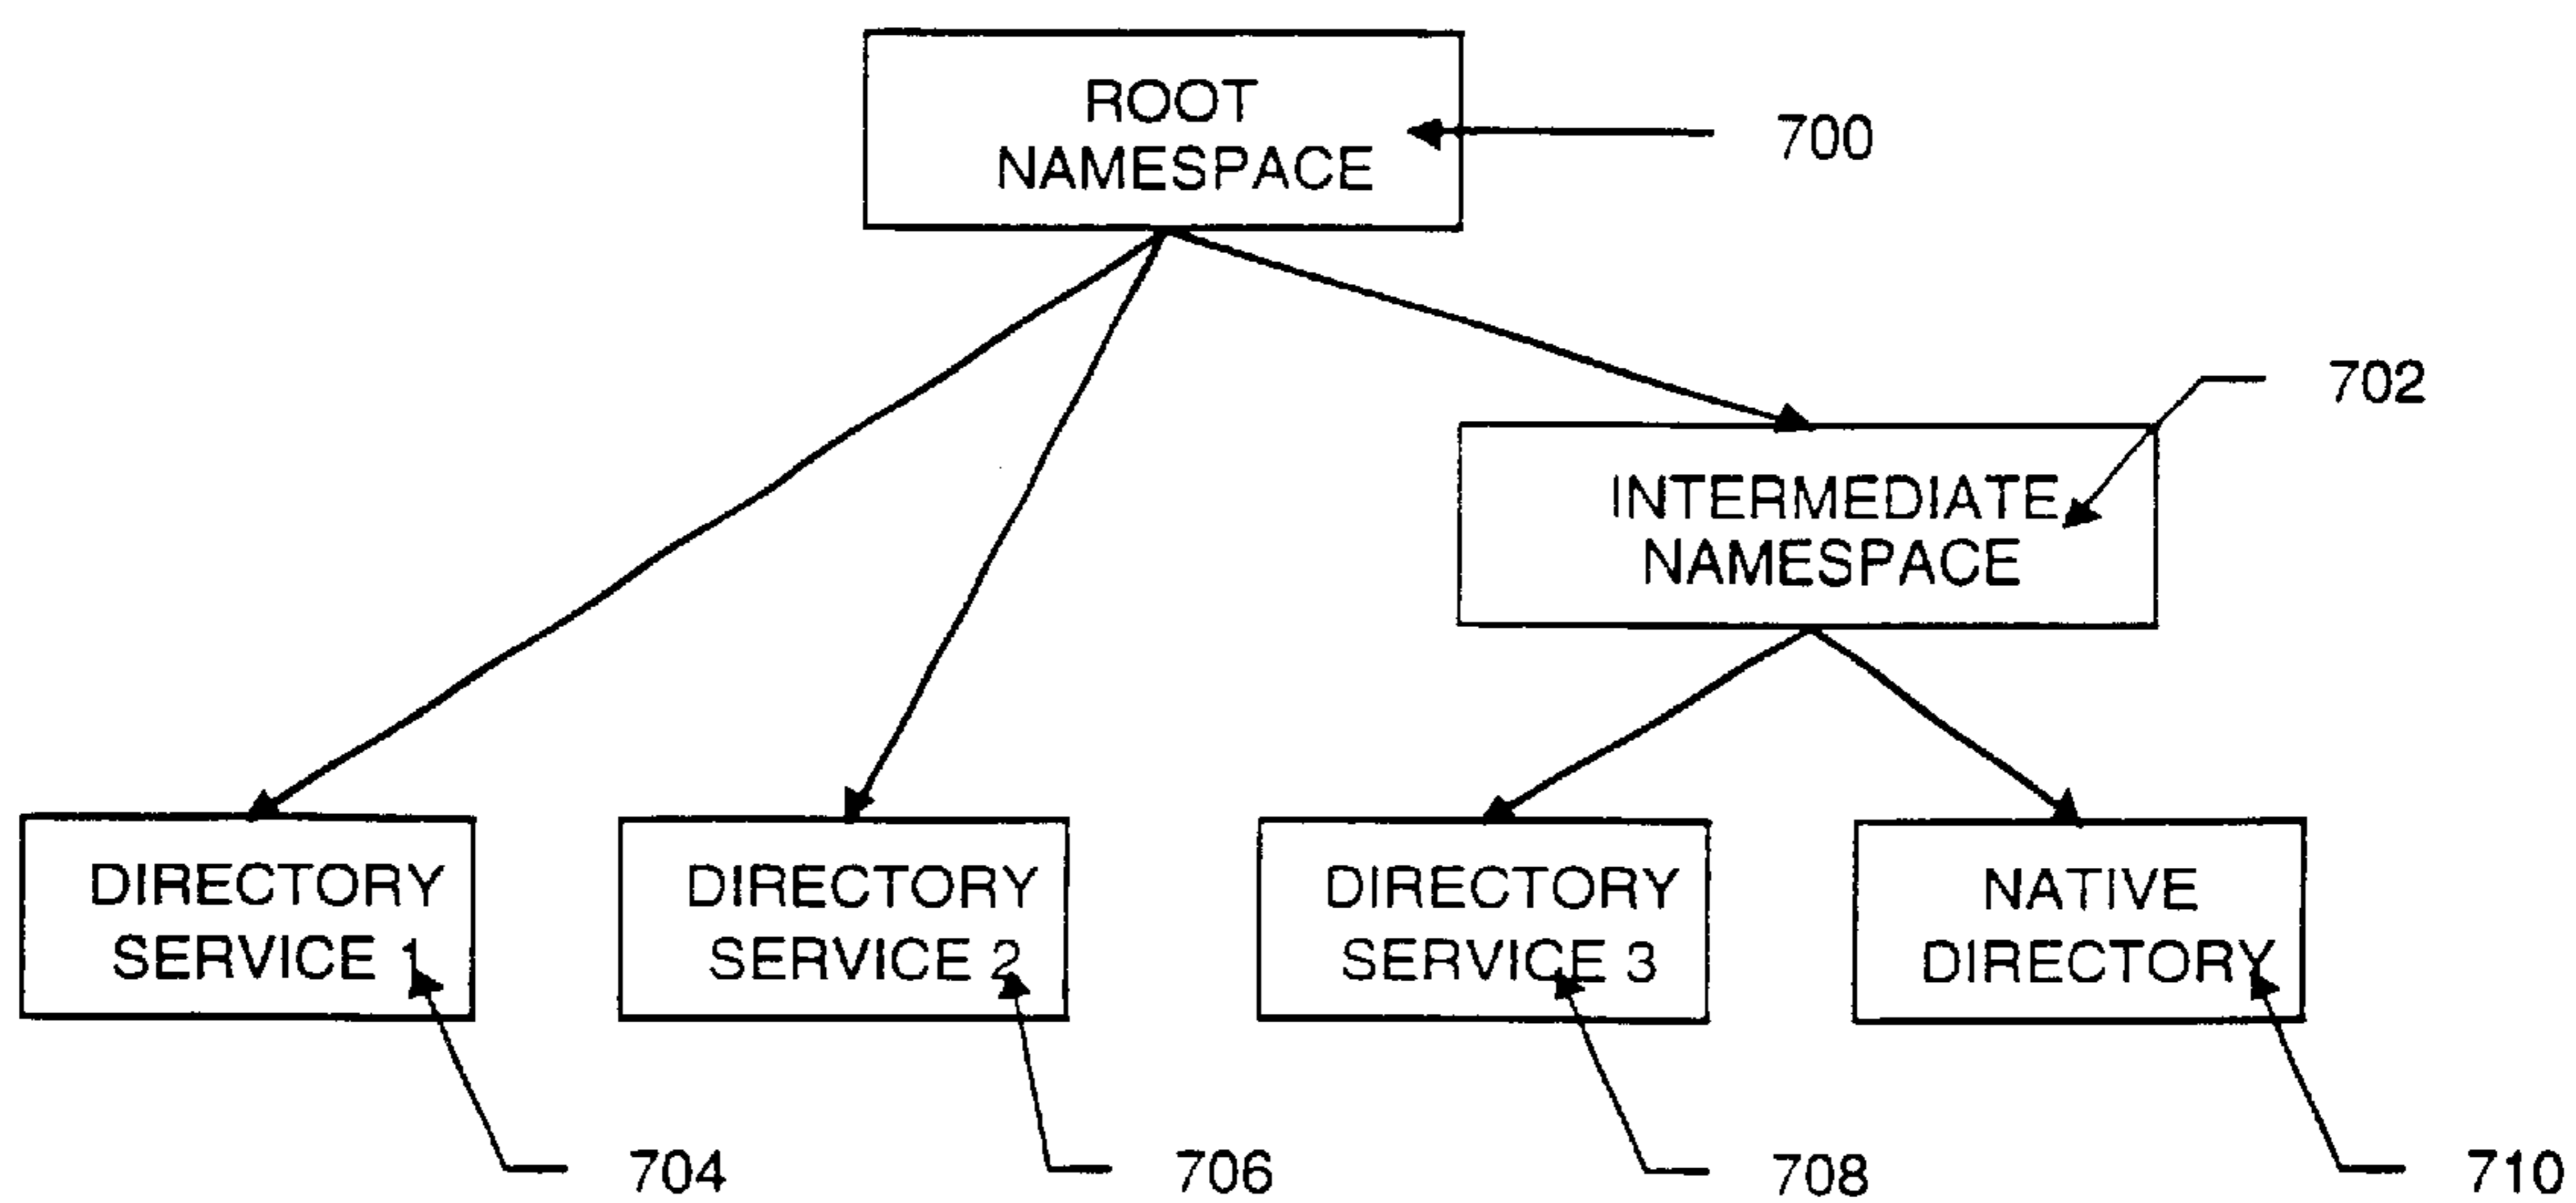 ROOT
NAMESPACE
700
702
INTERMEDIATE
NAMESPACE
DIRECTORY
SERVICE 1
DIRECTORY
SERVICE 2
DIRECTORY
SERVICE 3
NATIVE
DIRECTORY
704
706
708
710